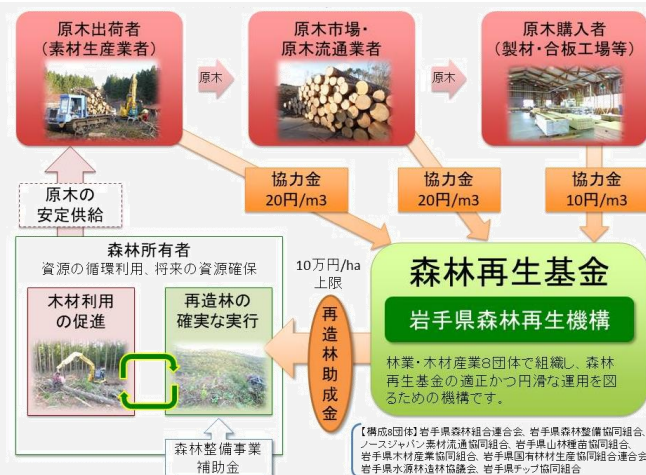 原木出荷者
(素材生産業者)
原木
原木市場・
原木流通業者
原木
原木購入者
(製材・合板工場等)
協力金
20円/m3
協力金
20円/m3
協力金
10円/m3
原木の
安定供給
森林所有者
資源の循環利用、将来の資源確保
木材利用
の促進
再造林の
確実な実行
森林整備事業
補助金
10万円/ha
上限
再造林助成金
森林再生基金
岩手県森林再生機構
林業・木材産業8団体で組織し、森林
再生基金の適正かつ円滑な運用を図
るための機構です。
【構成8団体】岩手県森林組合連合会、岩手県森林整備協同組合、
ノースジャパン素材流通協同組合、岩手県山林種苗協同組合、
岩手県木材産業協同組合、岩手県国有林材生産協同組合連合会
岩手県水源林造林協議会、岩手県チップ協同組合